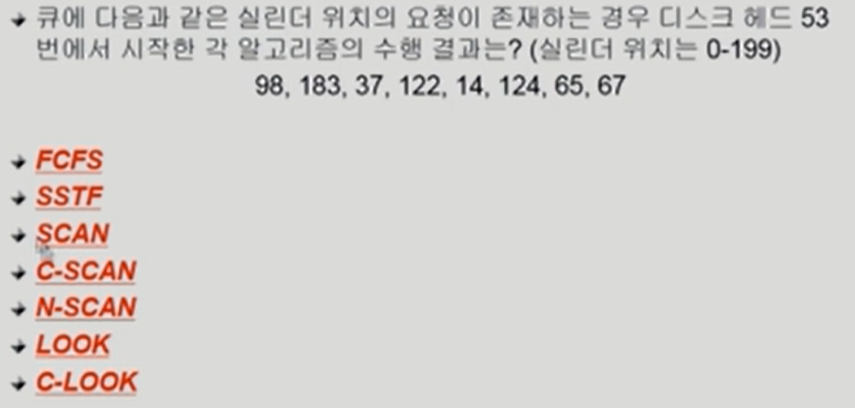 큐에 다음과 같은 실린더 위치의 요청이 존재하는 경우 디스크 헤드 53
번에서 시작한 각 알고리즘의 수행 결과는? (실린더 위치는 0-199)
98, 183, 37, 122, 14, 124, 65, 67
FCFS
SSTF
SCAN
C-SCAN
N-SCAN
LOOK
C-LOOK